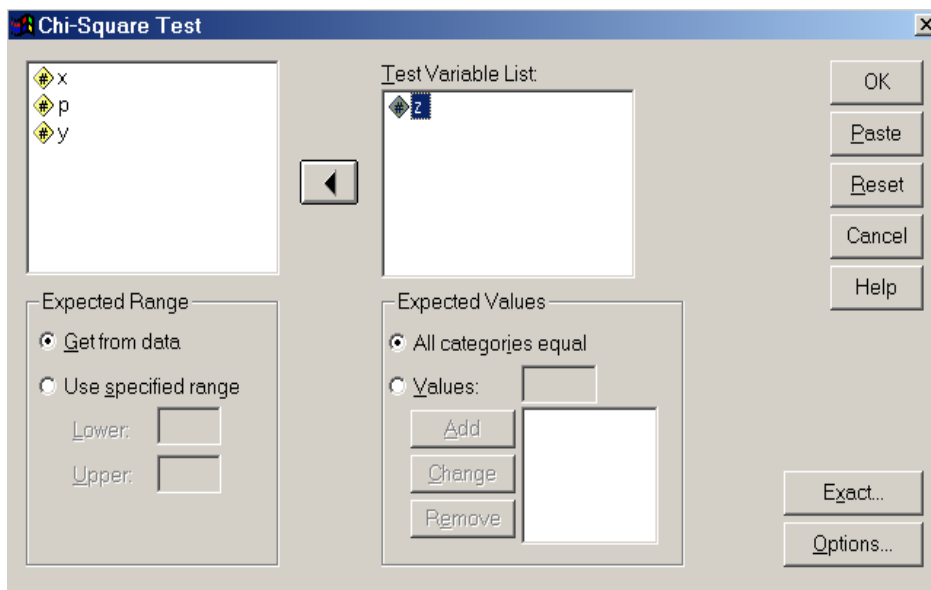 Chi-Square Test
x
p
y
Test Variable List:
z
OK
Paste
Reset
Cancel
Help
Expected Range
Get from data
Use specified range
Lower:
Upper:
Expected Values
All categories equal
Values:
Add
Change
Remove
Exact...
Options...